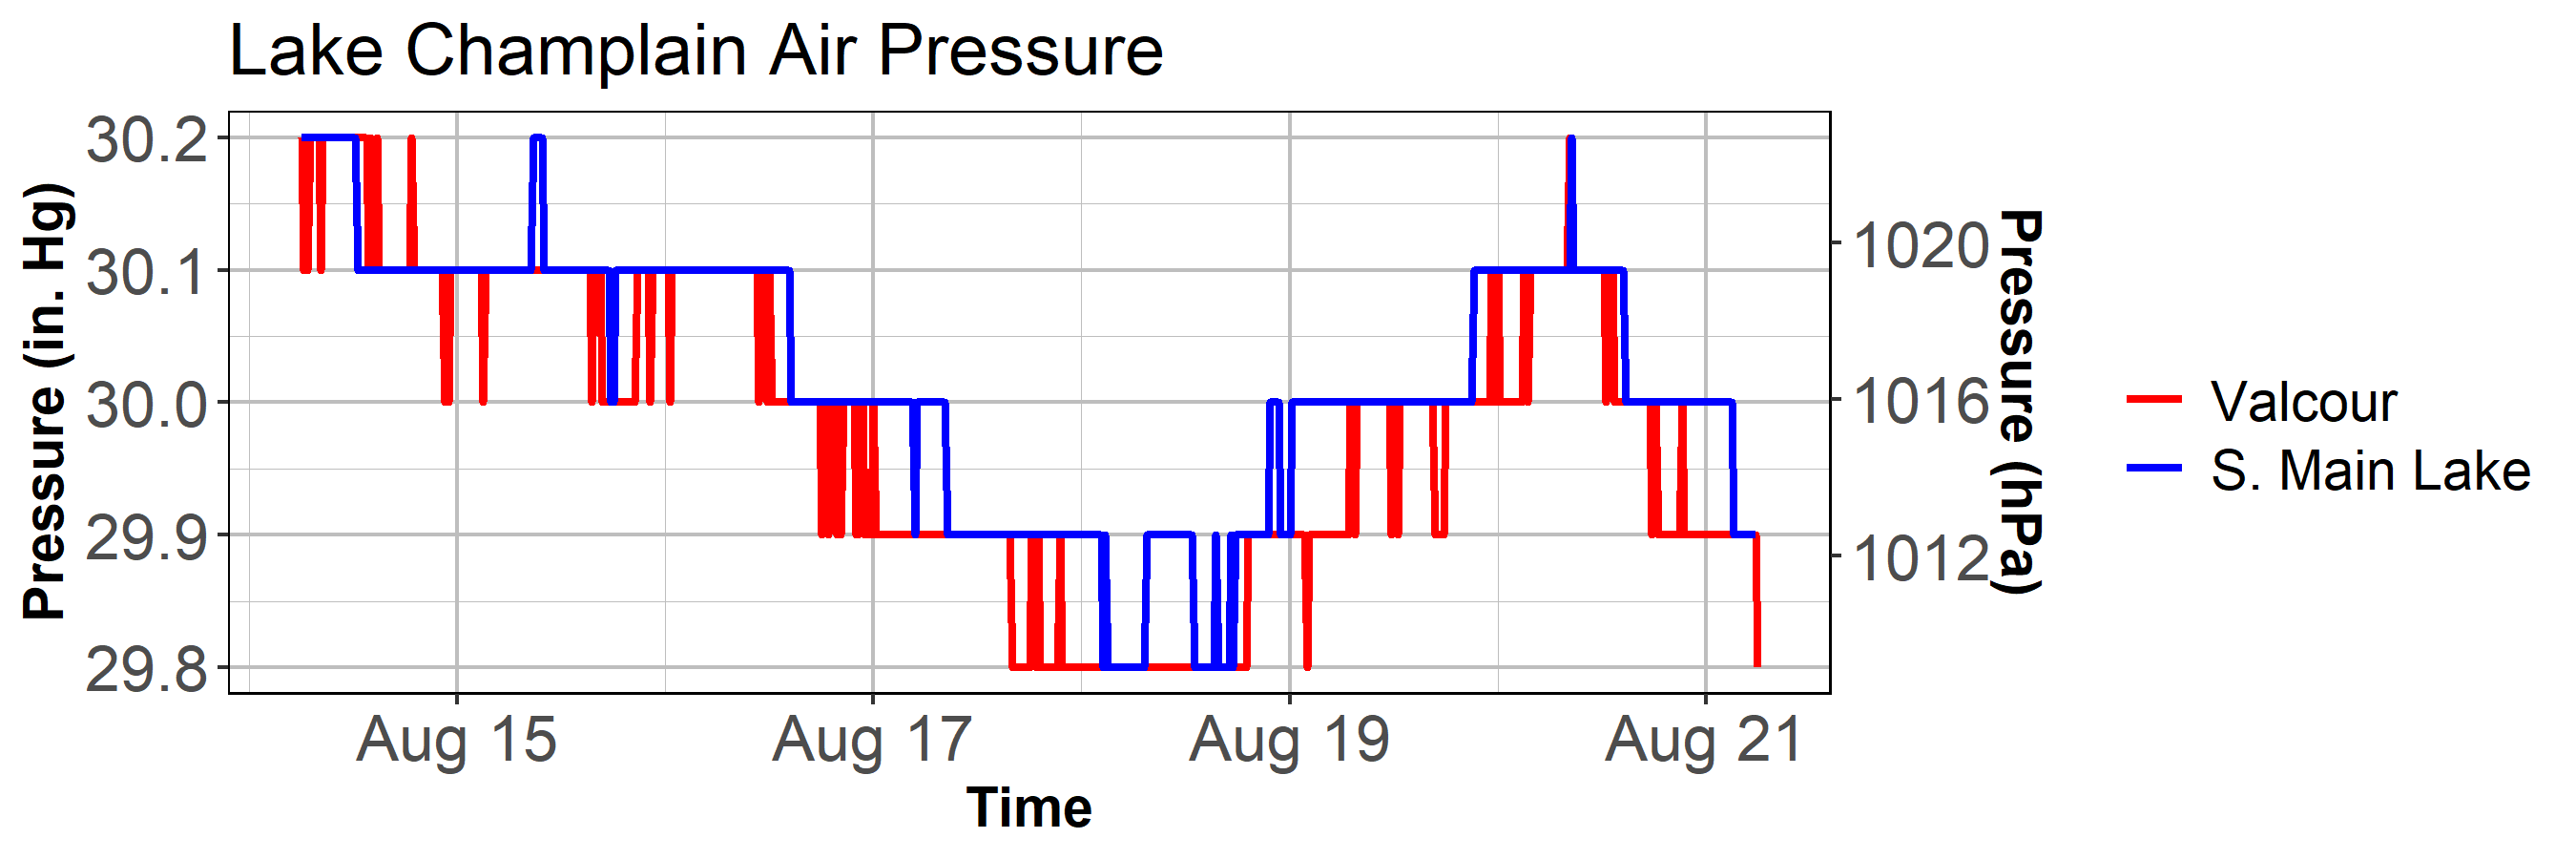 Lake Champlain Air Pressure
Pressure (in. Hg)
30.2
30.1
30.0
29.9
29.8
Aug 15
Aug 17
Aug 19
Aug 21
Time
1020
1016
1012
Pressure (hPa)
Valcour
S. Main Lake